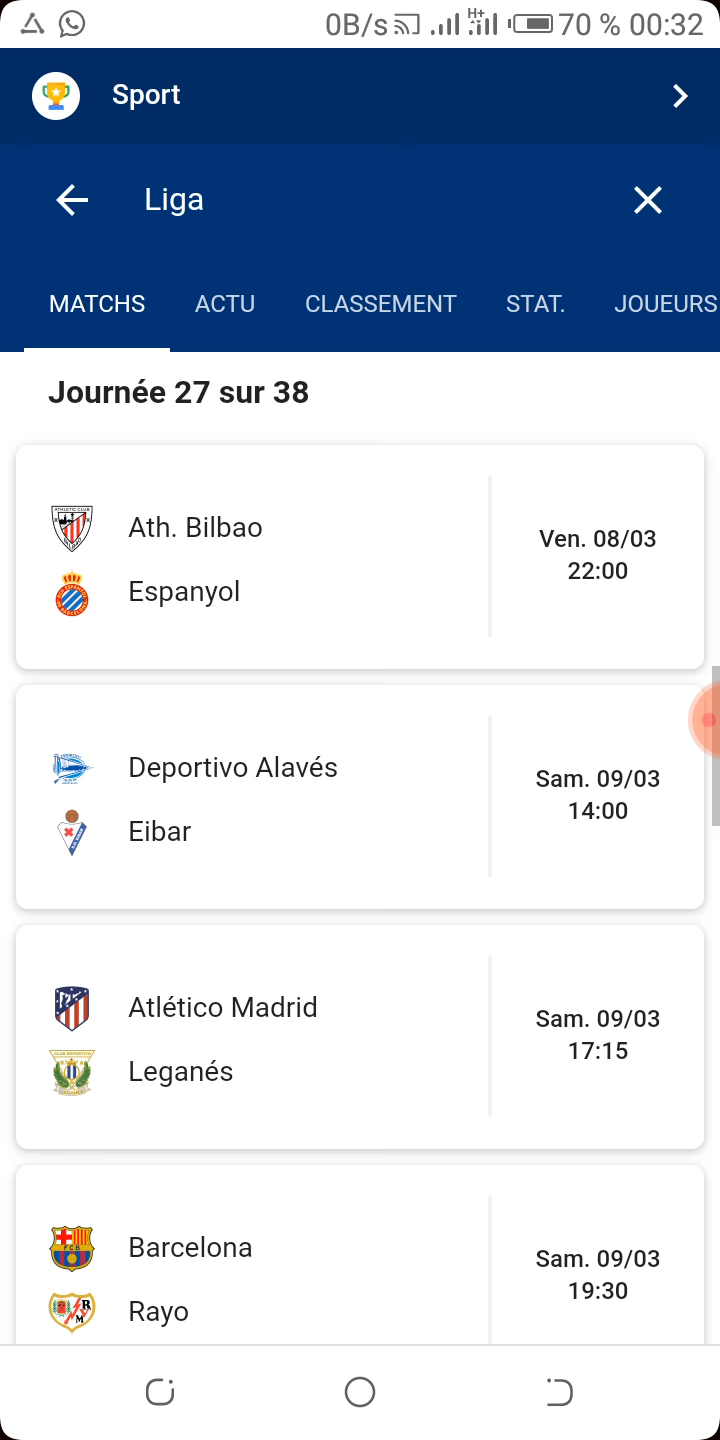 0B/s H+ 70 % 00:32
Sport
Liga
MATCHS ACTU CLASSEMENT STAT. JOUEURS
Journée 27 sur 38
Ath. Bilbao
Espanyol
Ven. 08/03
22:00
Deportivo Alavés
Eibar
Sam. 09/03
14:00
Atlético Madrid
Leganés
Sam. 09/03
17:15
Barcelona
Rayo
Sam. 09/03
19:30